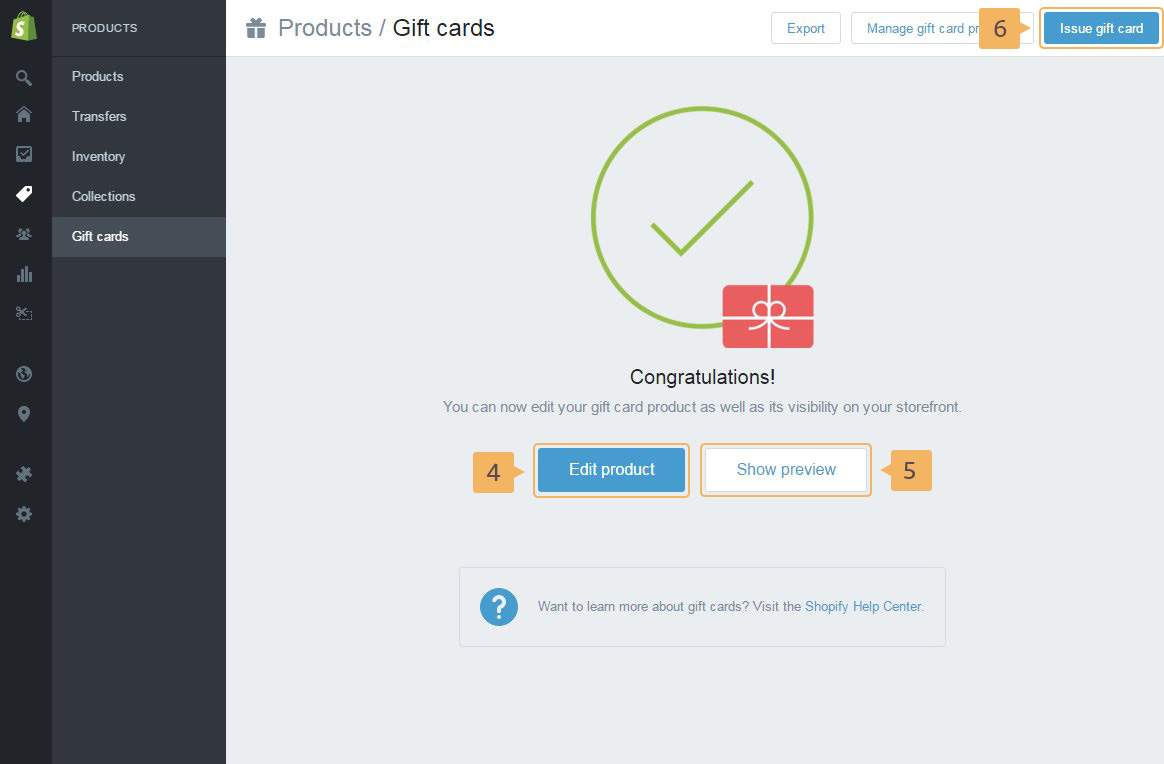 PRODUCTS
Products / Gift cards
Export
Manage gift card
6
Issue gift card
Products
Transfers
Inventory
Collections
Gift cards
Congratulations!
You can now edit your gift card product as well as its visibility on your storefront.
4
Edit product
Show preview
5
?
Want to learn more about gift cards? Visit the Shopify Help Center.